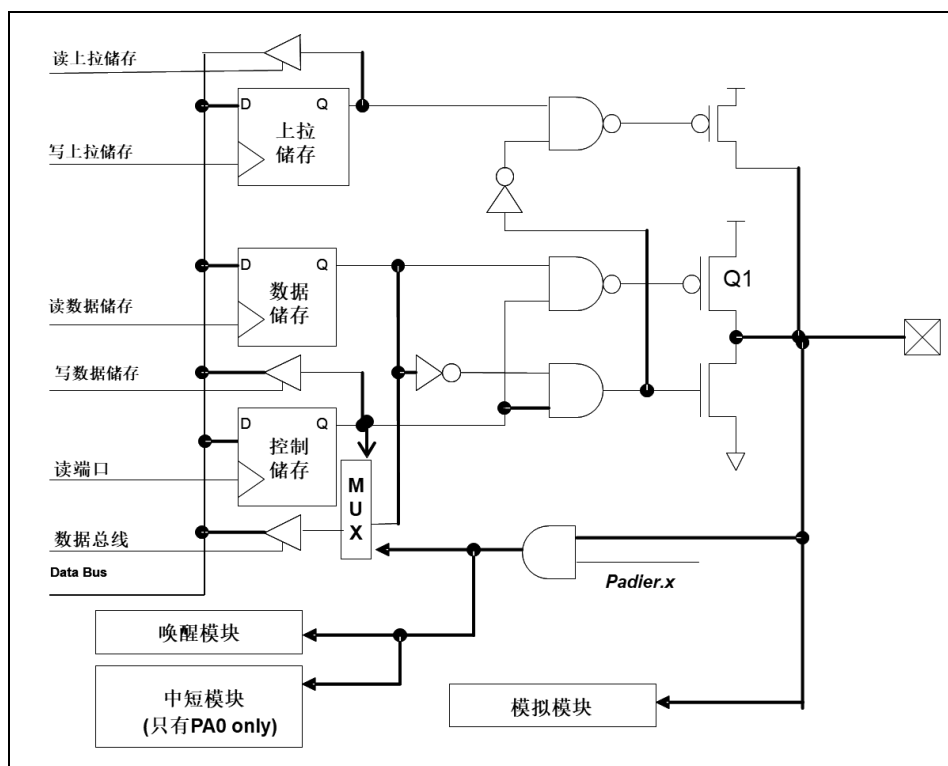 读上拉储存
D
Q
上拉
储存
写上拉储存
D
Q
数据
储存
Q1
读数据储存
写数据储存
D
Q
控制
储存
读端口
M
U
X
数据总线
Data Bus
Padier.x
唤醒模块
中短模块
(只有PA0 only)
模拟模块